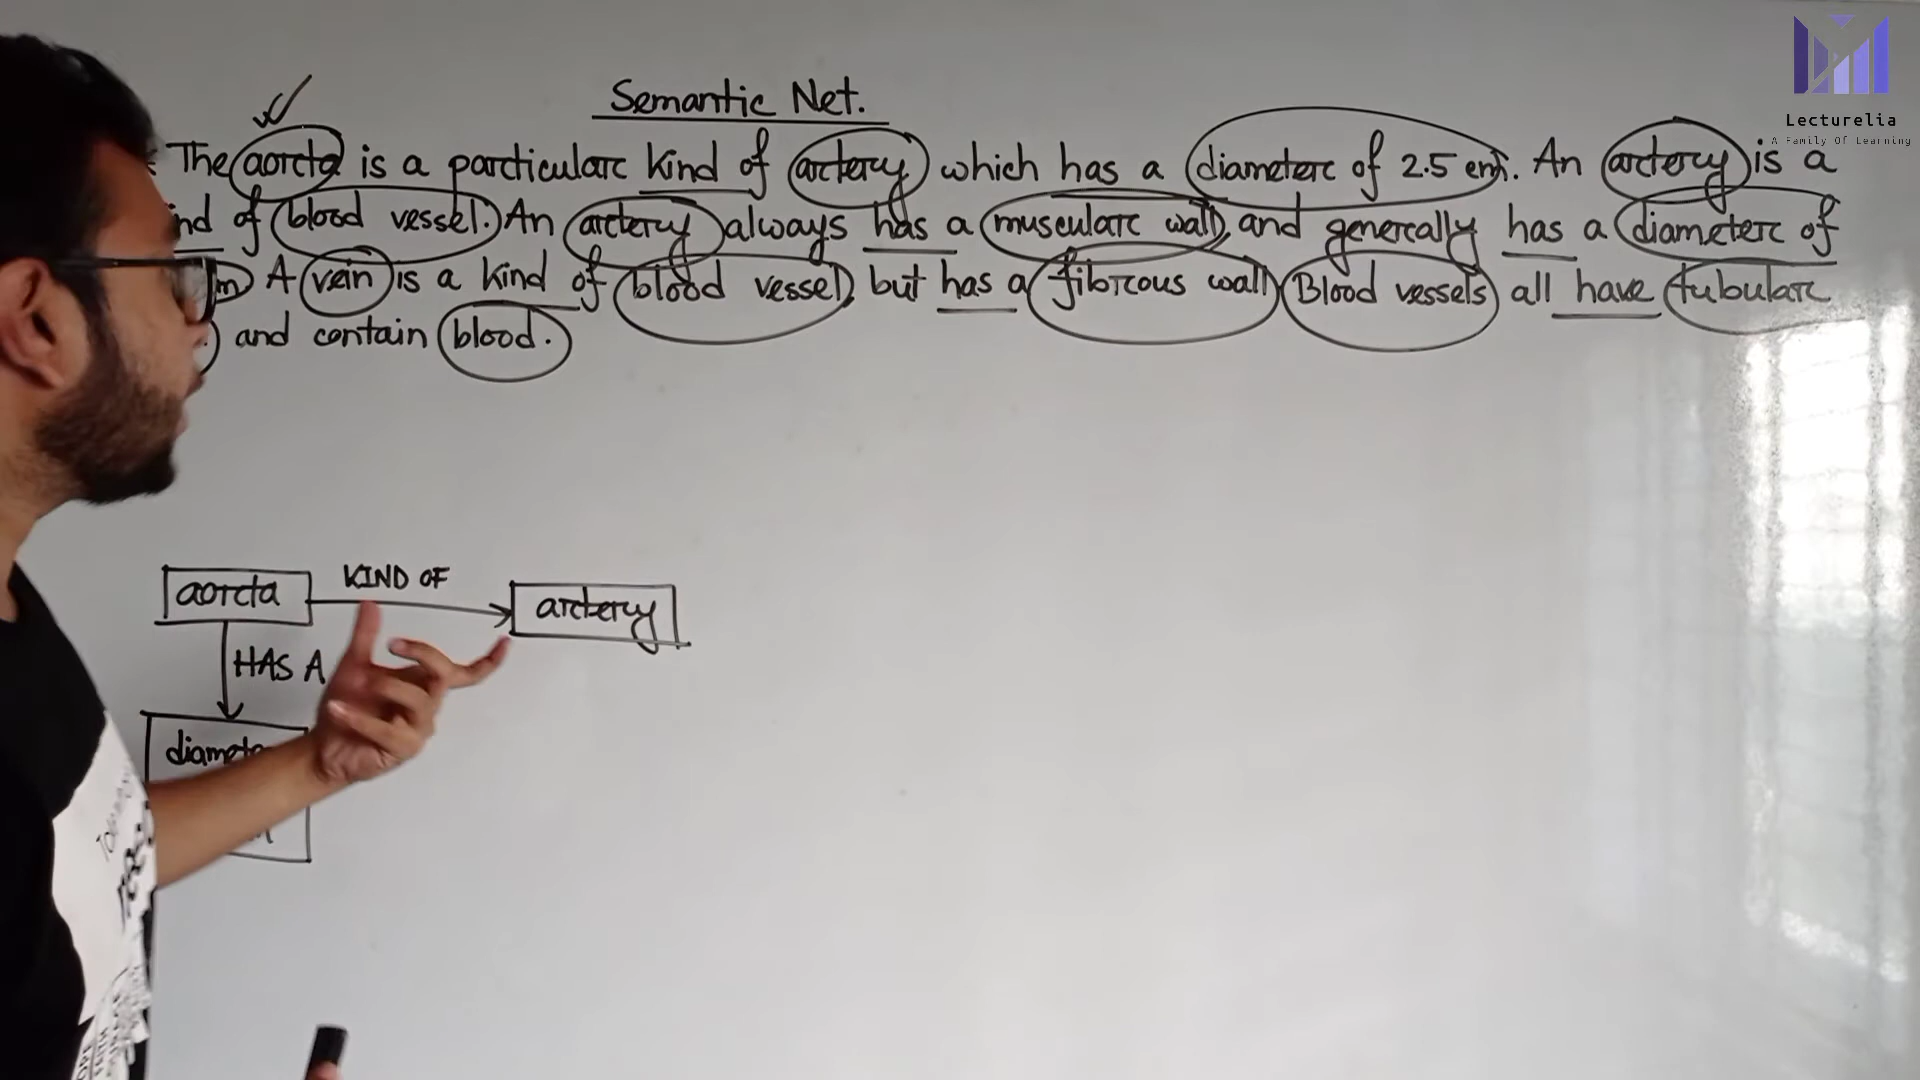 Semantic Net.
The aorta is a particular kind of artery which has a diameter of 2.5 cm. An artery is a
of blood vessel. An artery always has a muscular wall, and generally has a diameter of
A vein is a kind of blood vessel, but has a fibrous wall. Blood vessels all have tubular
and contain blood.
aorta KIND OF artery
HAS A
Lecturelia
A Family Of Learning